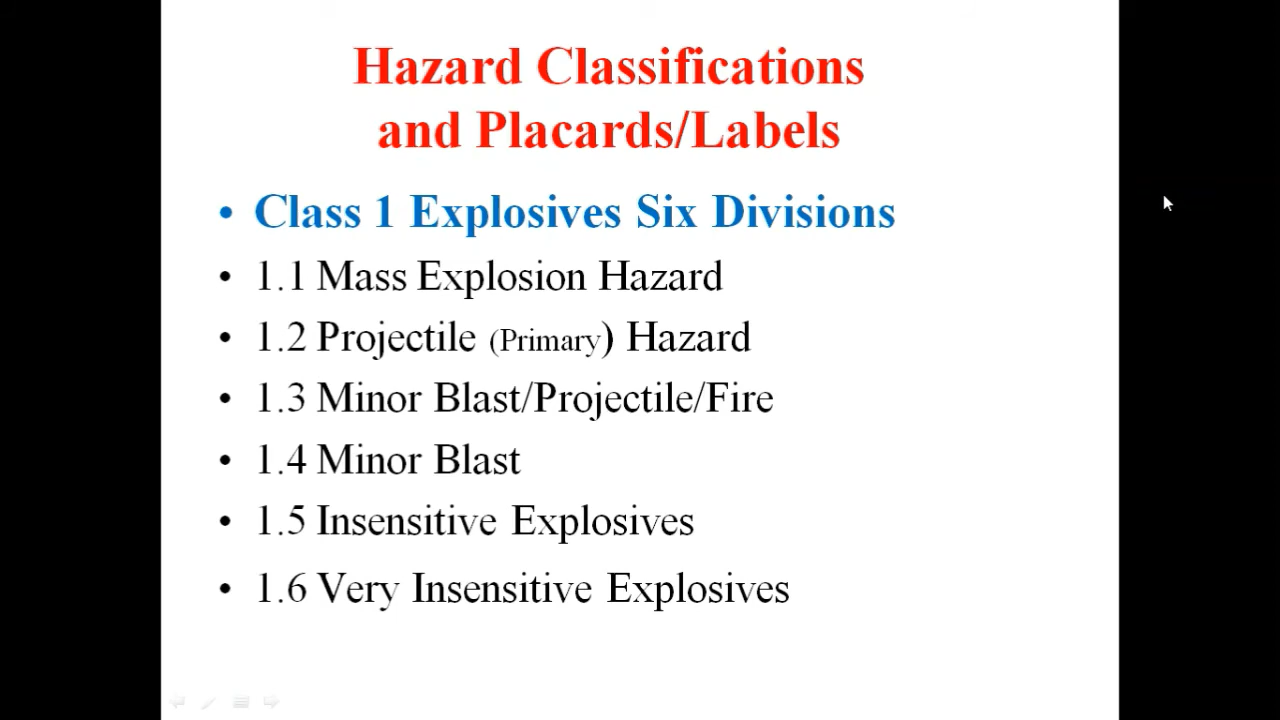 Hazard Classifications
and Placards/Labels
• Class 1 Explosives Six Divisions
• 1.1 Mass Explosion Hazard
• 1.2 Projectile (Primary) Hazard
• 1.3 Minor Blast/Projectile/Fire
• 1.4 Minor Blast
• 1.5 Insensitive Explosives
• 1.6 Very Insensitive Explosives